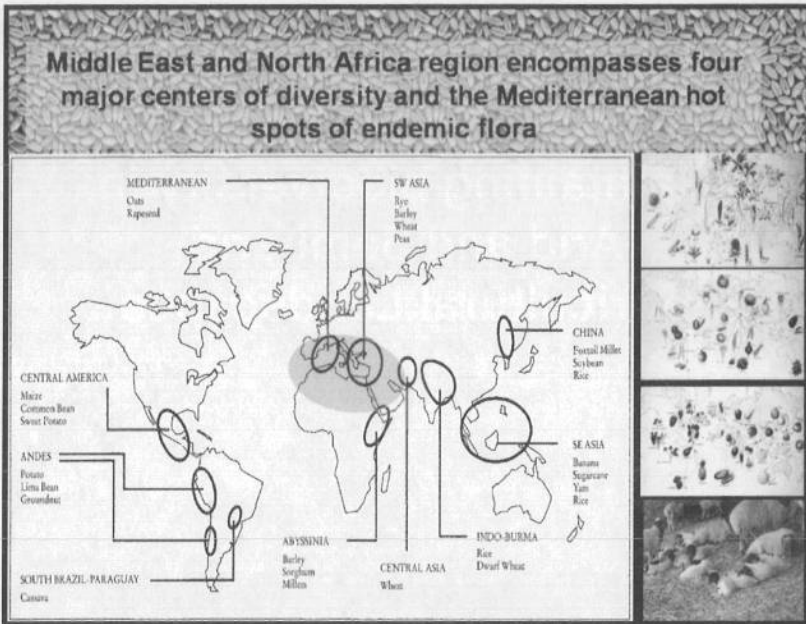 Middle East and North Africa region encompasses four
major centers of diversity and the Mediterranean hot
spots of endemic flora
MEDITERRANEAN
Oats
Rapeseed
SW ASIA
Rye
Barley
Wheat
Peas
CHINA
Foxtail Millet
Soybean
Rice
CENTRAL AMERICA
Maize
Common Bean
Sweet Potato
ANDES
Potato
Lima Bean
Groundnut
SE ASIA
Banana
Sugarcane
Yam
Rice
ABYSSINIA
Barley
Sorghum
Millets
CENTRAL ASIA
Wheat
INDO-BURMA
Rice
Dwarf Wheat
SOUTH BRAZIL-PARAGUAY
Cassava